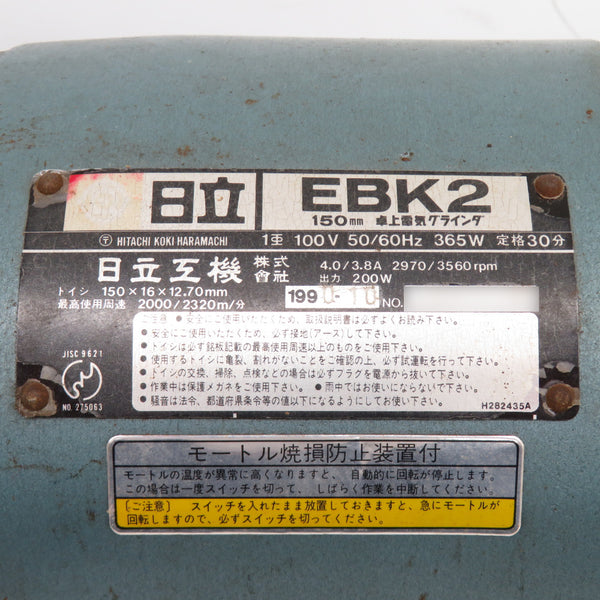 日立 EBK2
150mm 卓上電気グラインダ
〒 HITACHI KOKI HARAMACHI 1φ 100V 50/60Hz 365W 定格30分
日立工機 株式會社 4.0/3.8A 2970/3560rpm
出力 200W
トイシ 150×16×12.70mm
最高使用周速 2000/2320m/分 1990-10 NO.
ご注意 ●安全にご使用いただくため、取扱説明書は必ずよくお読み下さい。
●安全にご使用いただくため、必ず接地(アース)して下さい。
●トイシは必ず銘板記載の最高使用周速以上のものをご使用下さい。
●使用するトイシに亀裂、割れがないことをご確認の上、必ず試運転を行って下さい。
●トイシの交換、掃除、点検などの場合は必ずプラグを電源から抜いて下さい。
●作業中は保護メガネをご使用下さい。●雨中ではお使いにならないで下さい。
●騒音は法令、都道府県条令等の値以下になるようにしてお使い下さい。
JISC 9621
NO. 275063
H282435A
モートル焼損防止装置付
モートルの温度が異常に高くなりますと、自動的に回転が停止します。
この場合は一度スイッチを切って、しばらく作業を中断してください。
〔ご注意〕 スイッチを入れたまま放置しておきますと、急にモートルが
回転しますので、必ずスイッチを切ってください。